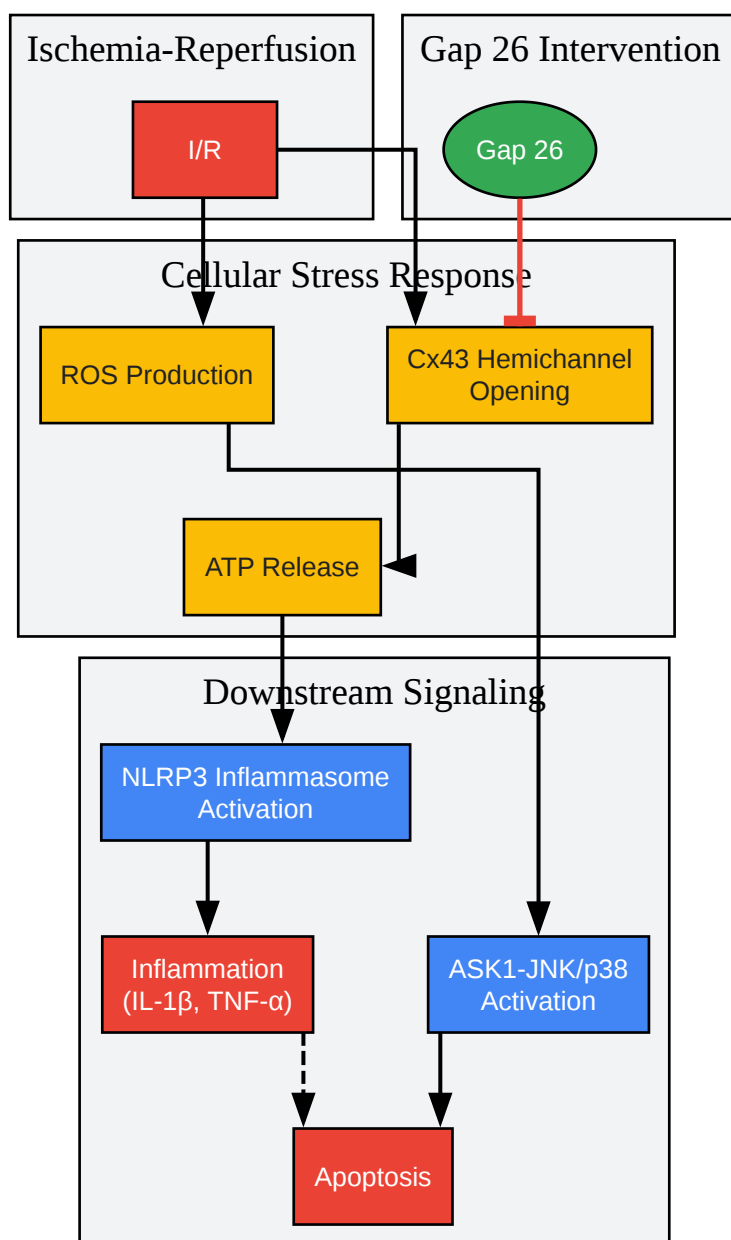 Ischemia-Reperfusion
Gap 26 Intervention
I/R
Gap 26
Cellular Stress Response
ROS Production
Cx43 Hemichannel
Opening
ATP Release
Downstream Signaling
NLRP3 Inflammasome
Activation
Inflammation
(IL-1β, TNF-α)
ASK1-JNK/p38
Activation
Apoptosis